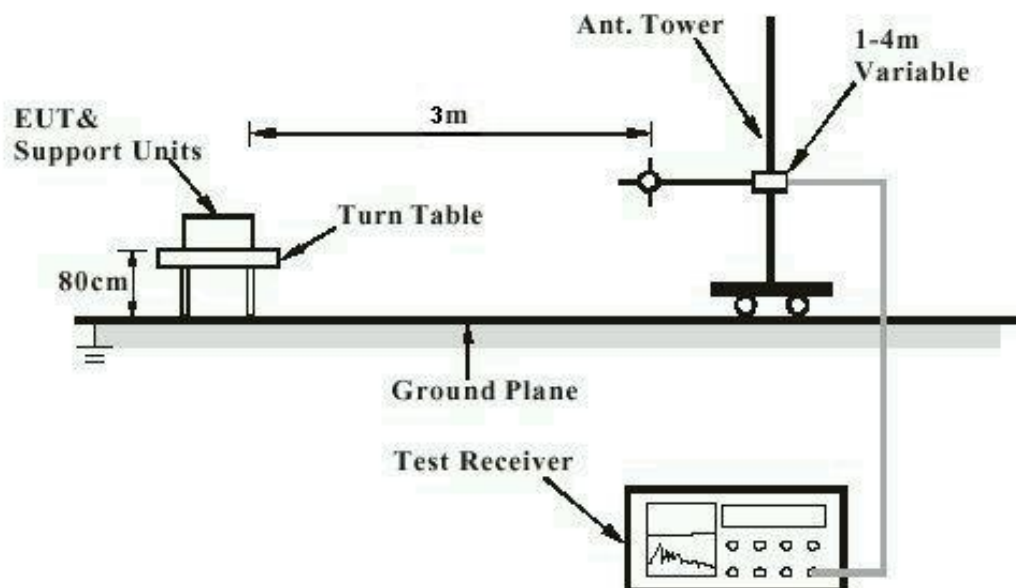 Ant. Tower
1-4m
Variable
EUT&
Support Units
3m
Turn Table
80cm
Ground Plane
Test Receiver